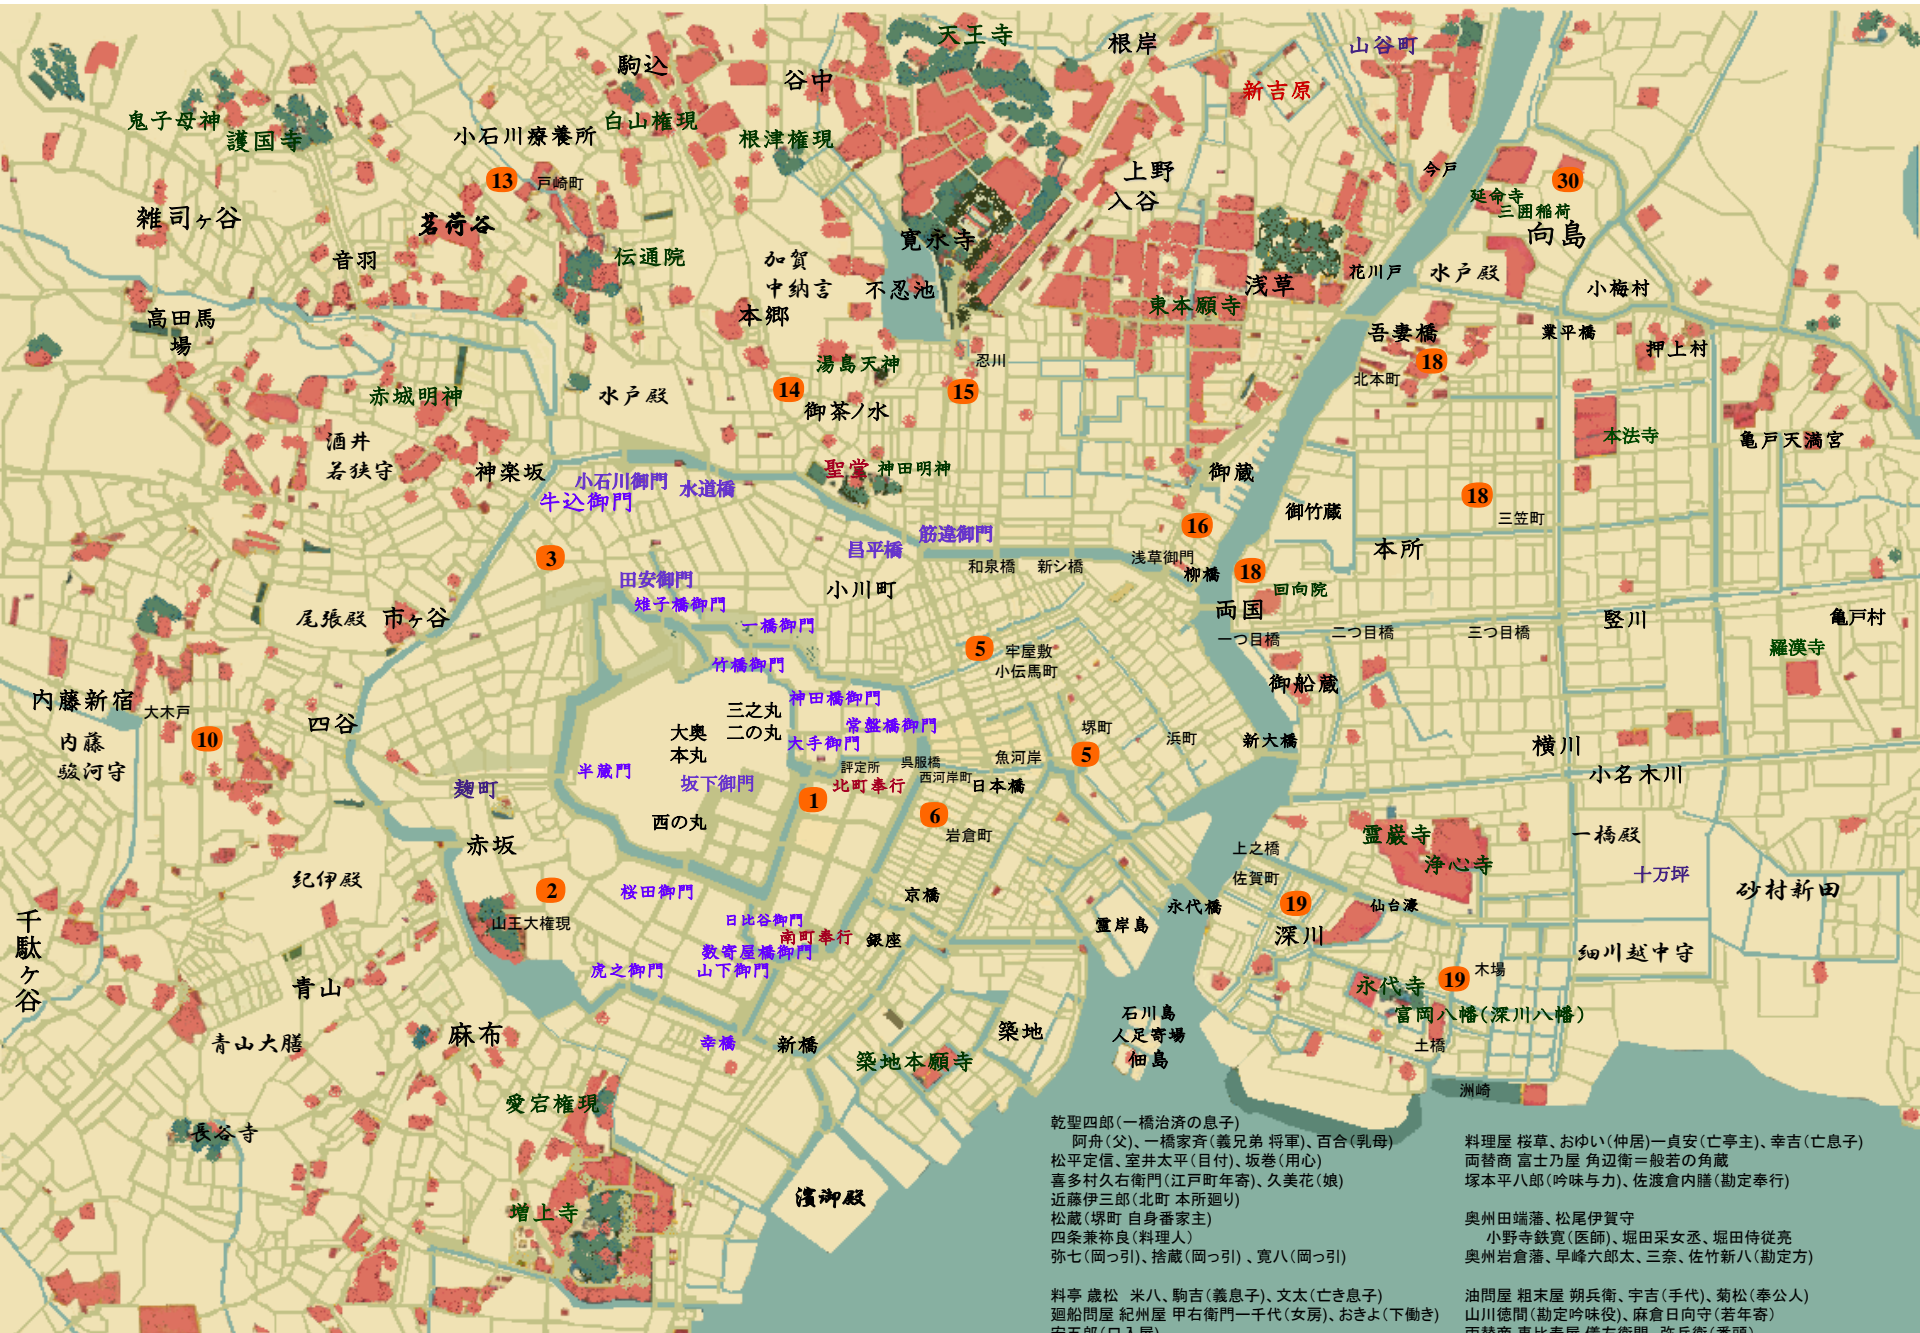 天王寺
根岸
山谷町
駒込
谷中
新吉原
鬼子母神
護国寺
小石川療養所
白山権現
根津権現
13
戸崎町
上野
入谷
今戸
30
延命寺
三囲稲荷
向島
雑司ヶ谷
茗荷谷
音羽
伝通院
加賀
中納言
寛永寺
不忍池
本郷
浅草
東本願寺
花川戸
水戸殿
小梅村
高田馬
場
吾妻橋
18
業平橋
押上村
北本町
湯島天神
忍川
14
15
御茶ノ水
赤城明神
水戸殿
酒井
若狭守
神楽坂
聖堂
神田明神
本法寺
亀戸天満宮
小石川御門
水道橋
牛込御門
御蔵
御竹蔵
18
三笠町
本所
昌平橋
筋違御門
16
浅草御門
柳橋
18
回向院
3
和泉橋
新シ橋
田安御門
雉子橋御門
小川町
一橋御門
両国
一つ目橋
二つ目橋
三つ目橋
竪川
亀戸村
羅漢寺
尾張殿
市ヶ谷
竹橋御門
5
牢屋敷
小伝馬町
御船蔵
内藤新宿
大木戸
10
四谷
内藤
駿河守
神田橋御門
三之丸
二の丸
大奥
本丸
常盤橋御門
大手御門
堺町
浜町
新大橋
横川
小名木川
半蔵門
坂下御門
評定所
呉服橋
北町奉行
西河岸町
魚河岸
日本橋
5
麹町
1
6
岩倉町
西の丸
赤坂
霊巌寺
浄心寺
一橋殿
十万坪
砂村新田
上之橋
佐賀町
紀伊殿
2
山王大権現
桜田御門
京橋
永代橋
霊岸島
19
仙台濠
深川
細川越中守
日比谷御門
南町奉行
銀座
数寄屋橋御門
虎之御門
山下御門
千駄ヶ谷
青山
青山大膳
麻布
19
木場
永代寺
富岡八幡(深川八幡)
土橋
洲崎
石川島
人足寄場
佃島
築地
幸橋
新橋
築地本願寺
愛宕権現
長谷寺
濱御殿
増上寺
乾聖四郎(一橋治済の息子)
阿舟(父)、一橋家斉(義兄弟 将軍)、百合(乳母)
松平定信、室井太平(目付)、坂巻(用心)
喜多村久右衛門(江戸町年寄)、久美花(娘)
近藤伊三郎(北町 本所廻り)
松蔵(堺町 自身番家主)
四条兼祢良(料理人)
弥七(岡っ引)、捨蔵(岡っ引)、寛八(岡っ引)
料亭 歳松 米八、駒吉(義息子)、文太(亡き息子)
廻船問屋 紀州屋 甲右衛門―千代(女房)、おきよ(下働き)
安五郎(口入屋)
料理屋 桜草、おゆい(仲居)―貞安(亡亭主)、幸吉(亡息子)
両替商 富士乃屋 角辺衛=般若の角蔵
塚本平八郎(吟味与力)、佐渡倉内膳(勘定奉行)
奥州田端藩、松尾伊賀守
小野寺鉄寛(医師)、堀田采女丞、堀田侍従亮
奥州岩倉藩、早峰六郎太、三奈、佐竹新八(勘定方)
油問屋 粗末屋 朔兵衛、宇吉(手代)、菊松(奉公人)
山川徳間(勘定吟味役)、麻倉日向守(若年寄)
両替商 恵比寿屋 儀左衛門、弥兵衛(番頭)